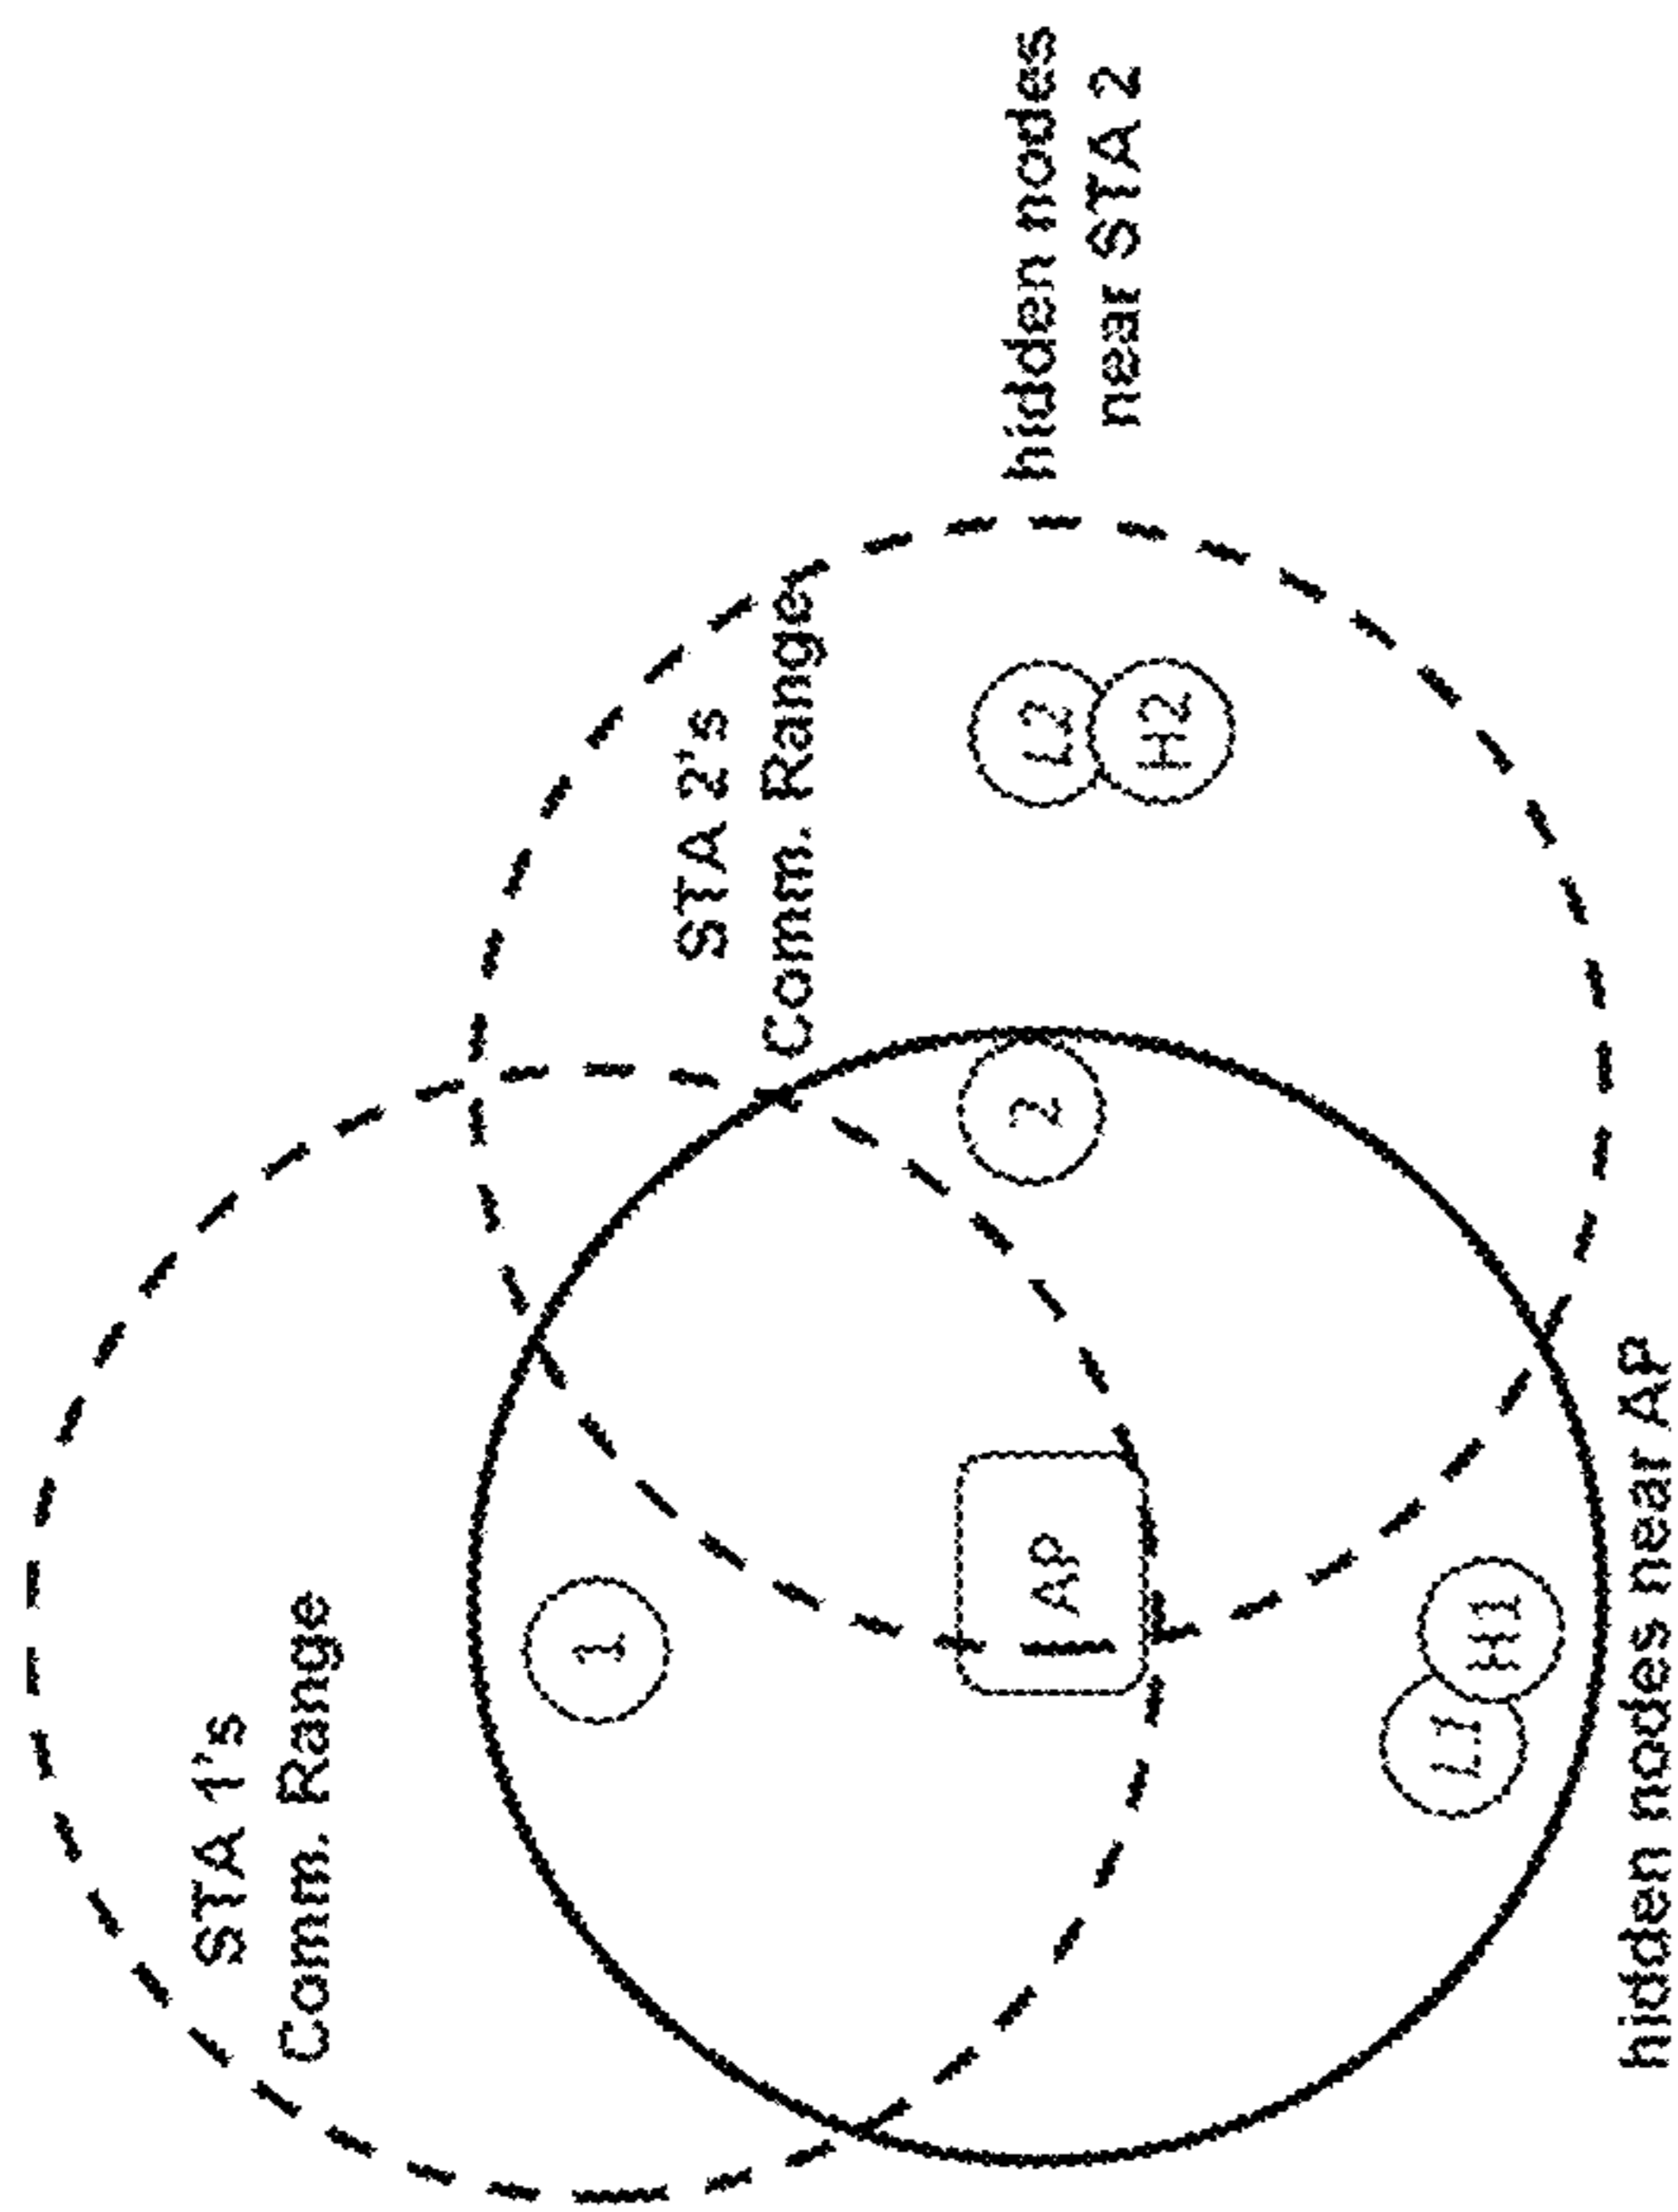 STA 1's
Comm. Range
STA 2's
Comm. Range
1
2
AP
L1
H1
L2
H2
hidden nodes
near STA 2
hidden nodes near AP